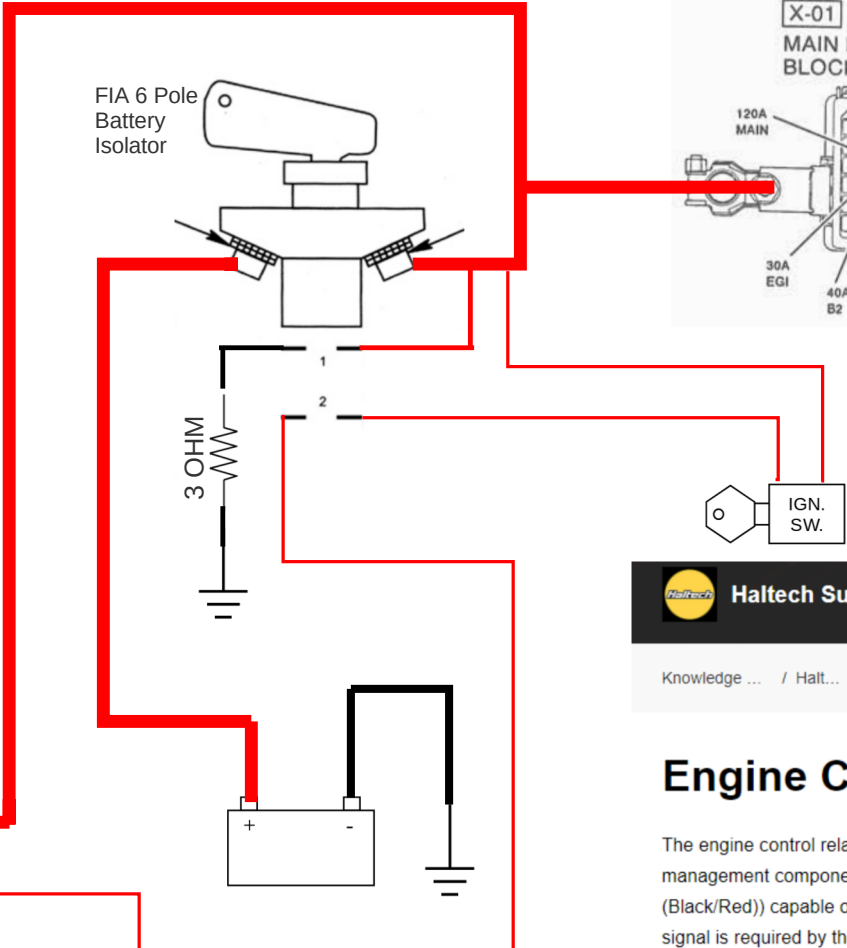 X-01
MAIN
BLOC
FIA 6 Pole
Battery
Isolator
120A
MAIN
30A
EGI
40A
B2
1
2
3 OHM
IGN.
SW.
Haltech
Haltech Su
Knowledge ... / Halt...
Engine C
+
-
The engine control rela
management compone
(Black/Red)) capable o
signal is required by th